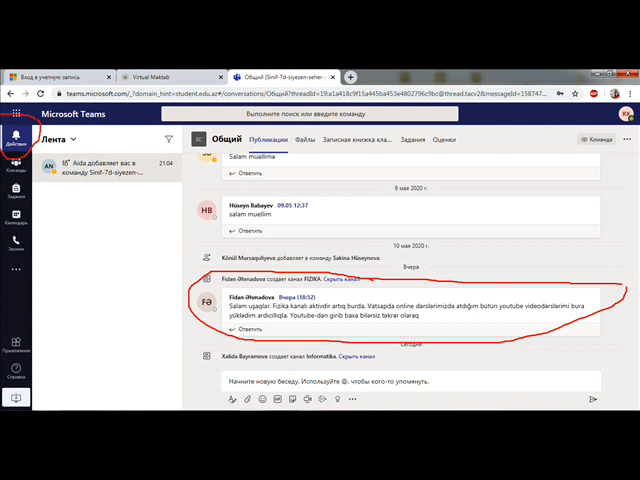 Вход в учетную запись
Virtual Maktab
Общий (Sinif-7d-siyezen-seher
teams.microsoft.com/_?domain_hint=student.edu.az#/conversations/Общий?threadId=19:a1a418c9f15a445ba453e4802796c9bc@thread.tacv2&messageId=158747...
Microsoft Teams
Выполните поиск или введите команду
RX
Действия
Команды
Задания
Календарь
Звонки
Приложения
Справка
Лента
AN
Aida добавляет вас в
команду Sinif-7d-siyezen-...
21.04
SC
Общий
Публикации
Файлы
Записная книжка кла...
Задания
Оценки
Команда
Salam müəllimə
Ответить
9 мая 2020 г.
HB
Hüseyn Babayev 09.05 12:37
salam muellim
Ответить
10 мая 2020 г.
Könül Mursaquliyeva добавляет в команду Sakina Hüseynova.
Вчера
Fidan Əhmədova создает канал FIZIKA. Скрыть канал
FƏ
Fidan Əhmədova Вчера (18:52)
Salam uşaqlar. Fizika kanalı aktivdir artıq burda. Vatsapda online dərslərimizdə atdığım bütün youtube videodərslərimi bura
yüklədim ardıcıllıqla. Youtube-dan girib baxa bilərsiz təkrar olaraq
Ответить
Сегодня
Xalida Bayramova создает канал Informatika. Скрыть канал
Начните новую беседу. Используйте @, чтобы кого-то упомянуть.